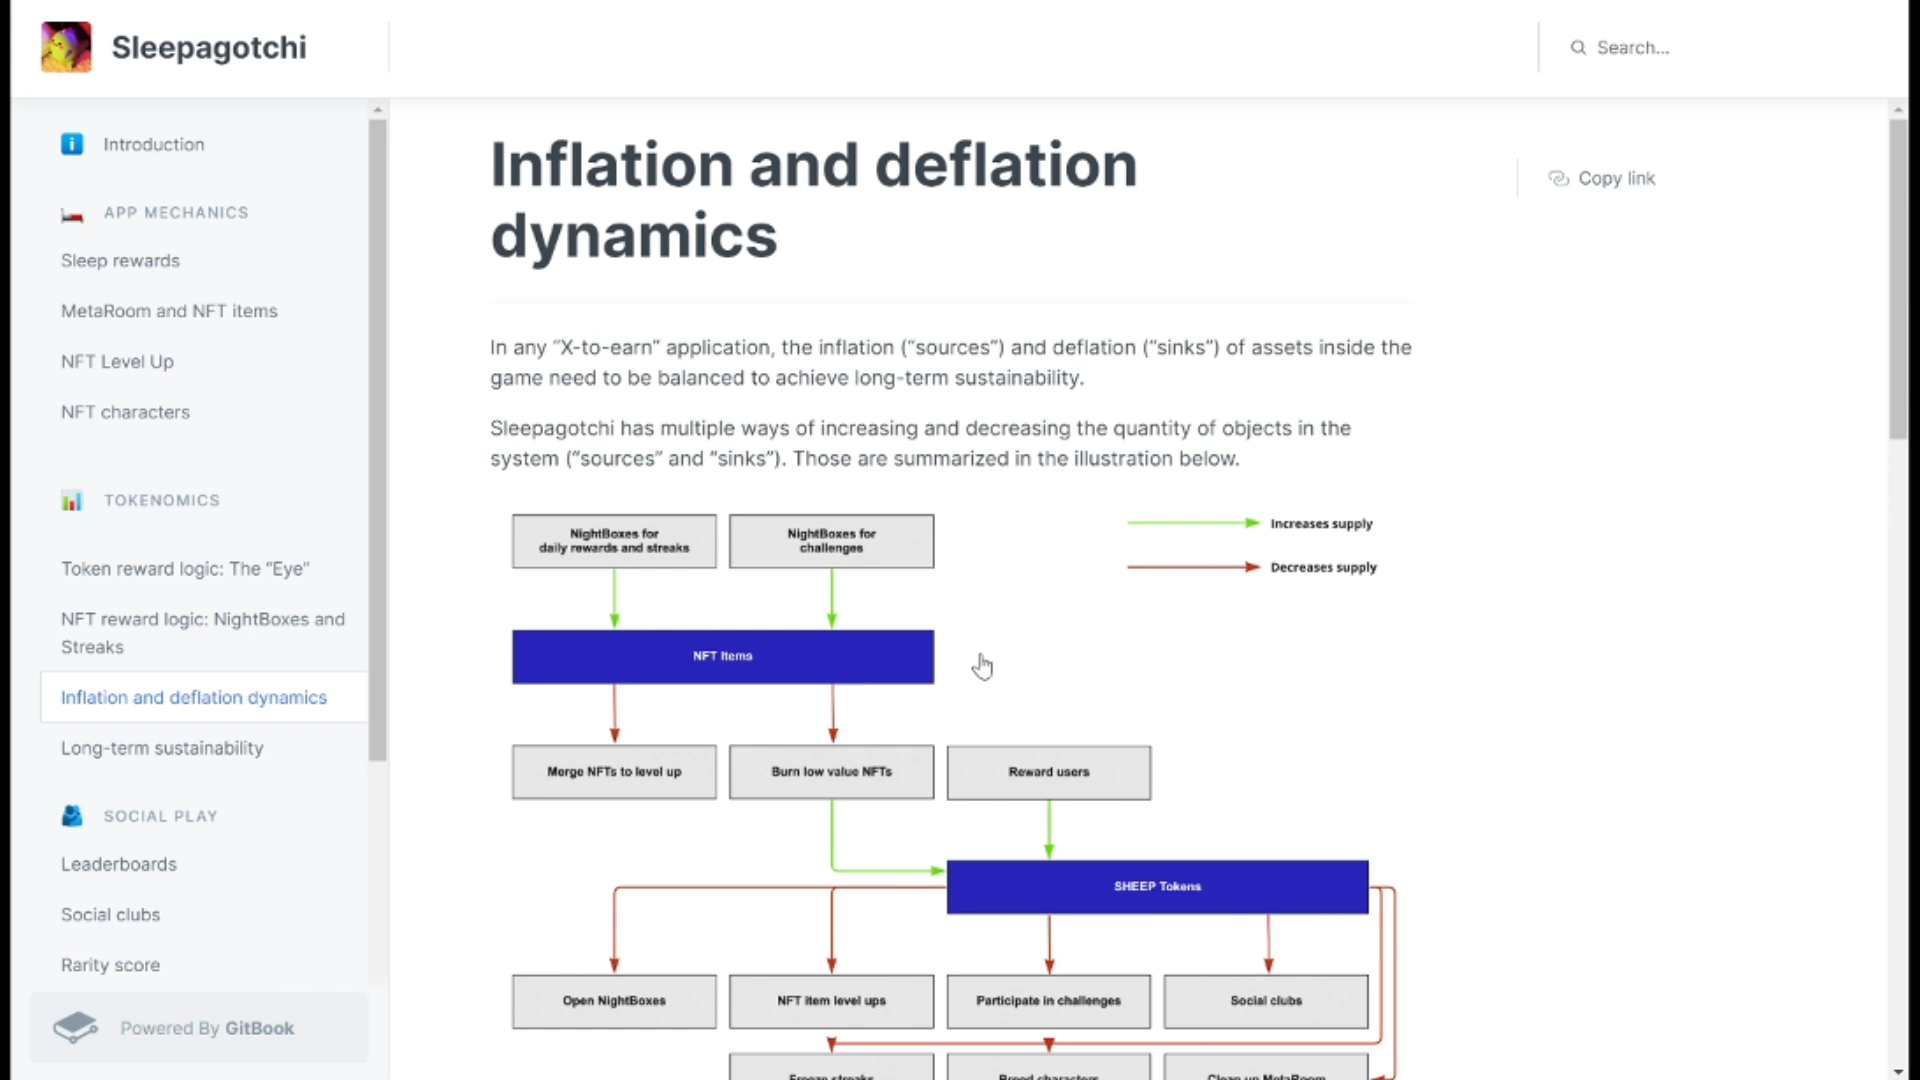 Sleepagotchi
Search...
Introduction
APP MECHANICS
Sleep rewards
MetaRoom and NFT items
NFT Level Up
NFT characters
TOKENOMICS
Token reward logic: The "Eye"
NFT reward logic: NightBoxes and
Streaks
Inflation and deflation dynamics
Long-term sustainability
SOCIAL PLAY
Leaderboards
Social clubs
Rarity score
Powered By GitBook
Inflation and deflation
dynamics
Copy link
In any “X-to-earn” application, the inflation (“sources”) and deflation (“sinks”) of assets inside the
game need to be balanced to achieve long-term sustainability.
Sleepagotchi has multiple ways of increasing and decreasing the quantity of objects in the
system (“sources” and “sinks”). Those are summarized in the illustration below.
NightBoxes for
daily rewards and streaks
NightBoxes for
challenges
Increases supply
Decreases supply
NFT Items
Merge NFTs to level up
Burn low value NFTs
Reward users
SHEEP Tokens
Open NightBoxes
NFT item level ups
Participate in challenges
Social clubs
Freeze streaks
Breed characters
Clean up MetaRoom